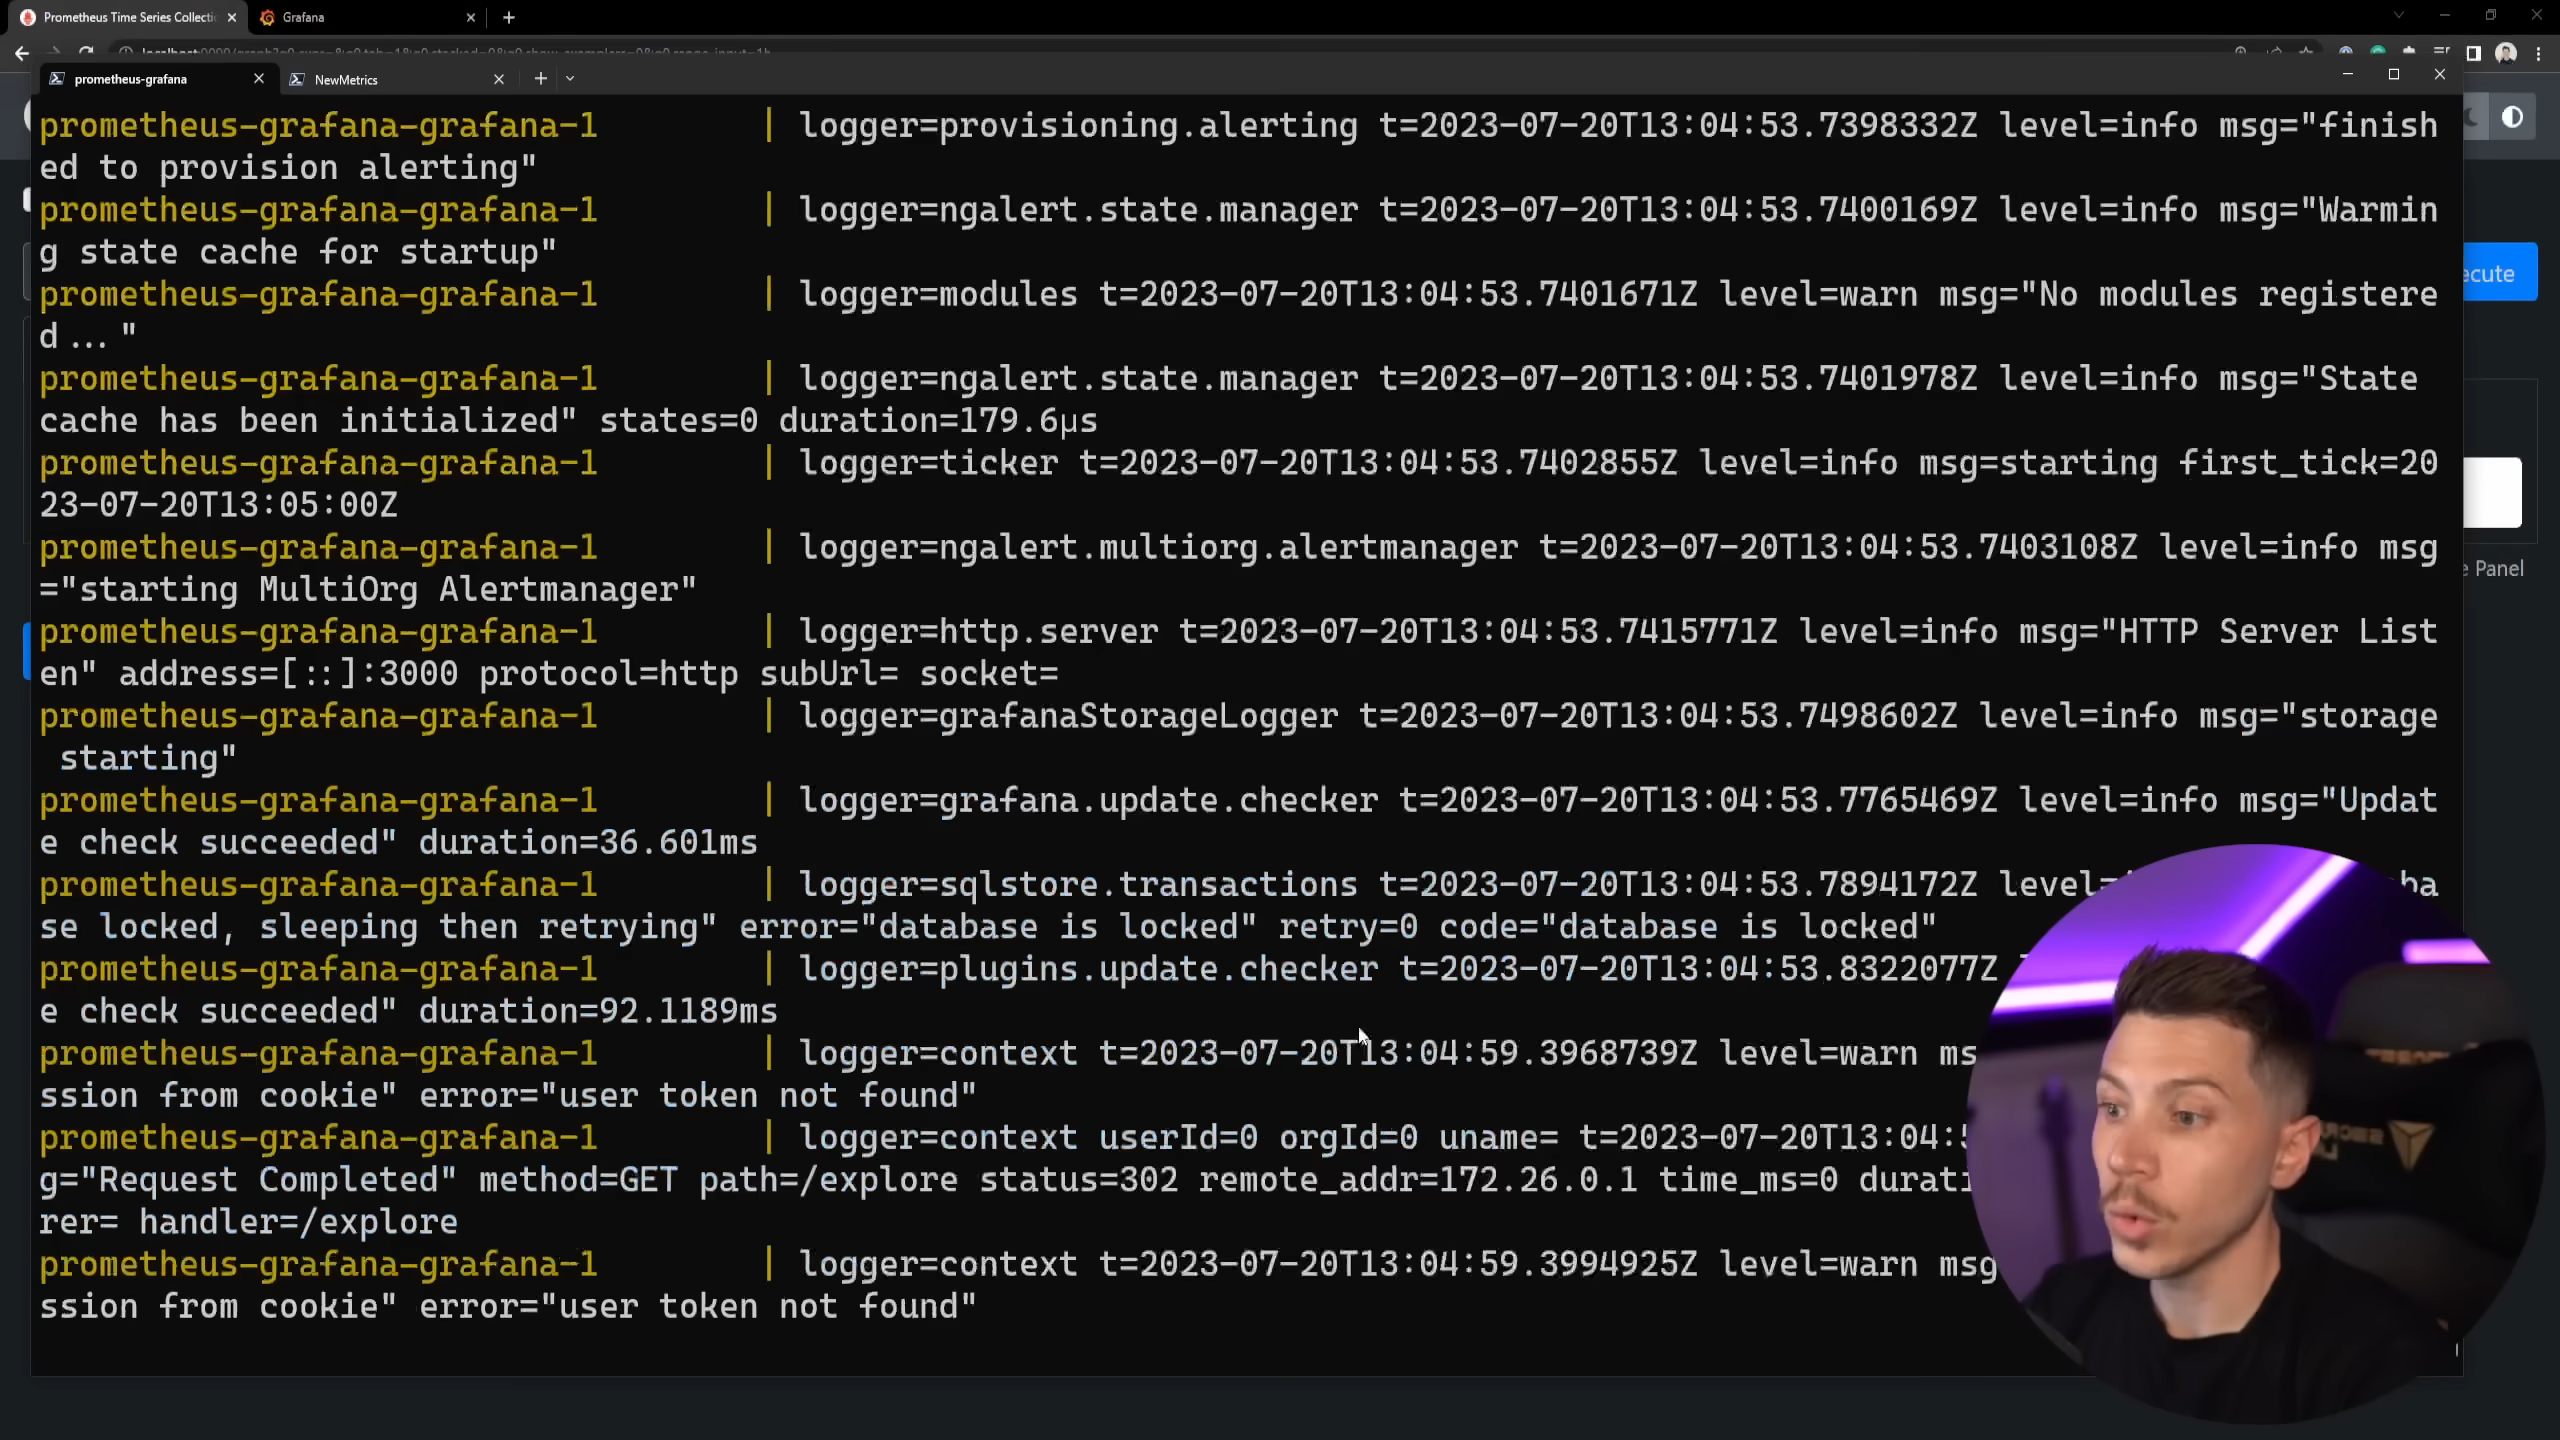 Prometheus Time Series Collecti
Grafana
prometheus-grafana
NewMetrics
prometheus-grafana-grafana-1 | logger=provisioning.alerting t=2023-07-20T13:04:53.7398332Z level=info msg="finish
ed to provision alerting"
prometheus-grafana-grafana-1 | logger=ngalert.state.manager t=2023-07-20T13:04:53.7400169Z level=info msg="Warmin
g state cache for startup"
prometheus-grafana-grafana-1 | logger=modules t=2023-07-20T13:04:53.7401671Z level=warn msg="No modules registere
d..."
prometheus-grafana-grafana-1 | logger=ngalert.state.manager t=2023-07-20T13:04:53.7401978Z level=info msg="State
cache has been initialized" states=0 duration=179.6µs
prometheus-grafana-grafana-1 | logger=ticker t=2023-07-20T13:04:53.7402855Z level=info msg=starting first_tick=20
23-07-20T13:05:00Z
prometheus-grafana-grafana-1 | logger=ngalert.multiorg.alertmanager t=2023-07-20T13:04:53.7403108Z level=info msg
="starting MultiOrg Alertmanager"
prometheus-grafana-grafana-1 | logger=http.server t=2023-07-20T13:04:53.7415771Z level=info msg="HTTP Server List
en" address=[::]:3000 protocol=http subUrl= socket=
prometheus-grafana-grafana-1 | logger=grafanaStorageLogger t=2023-07-20T13:04:53.7498602Z level=info msg="storage
starting"
prometheus-grafana-grafana-1 | logger=grafana.update.checker t=2023-07-20T13:04:53.7765469Z level=info msg="Updat
e check succeeded" duration=36.601ms
prometheus-grafana-grafana-1 | logger=sqlstore.transactions t=2023-07-20T13:04:53.7894172Z level= ba
se locked, sleeping then retrying" error="database is locked" retry=0 code="database is locked"
prometheus-grafana-grafana-1 | logger=plugins.update.checker t=2023-07-20T13:04:53.8322077Z
e check succeeded" duration=92.1189ms
prometheus-grafana-grafana-1 | logger=context t=2023-07-20T13:04:59.3968739Z level=warn ms
ssion from cookie" error="user token not found"
prometheus-grafana-grafana-1 | logger=context userId=0 orgId=0 uname= t=2023-07-20T13:04:
g="Request Completed" method=GET path=/explore status=302 remote_addr=172.26.0.1 time_ms=0 durati
rer= handler=/explore
prometheus-grafana-grafana-1 | logger=context t=2023-07-20T13:04:59.3994925Z level=warn msg
ssion from cookie" error="user token not found"
ecute
e Panel